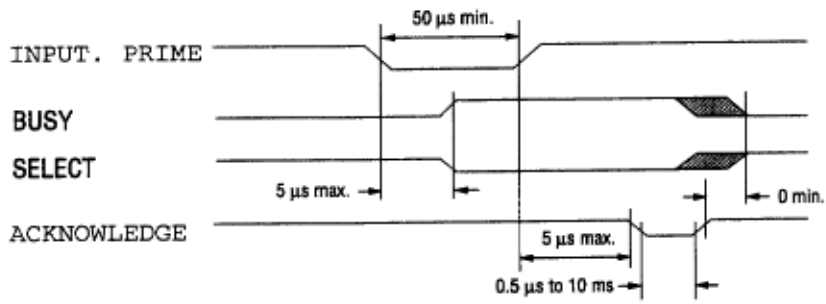 50 µs min.
INPUT. PRIME
BUSY
SELECT
5 µs max.
0 min.
ACKNOWLEDGE
5 µs max.
0.5 µs to 10 ms